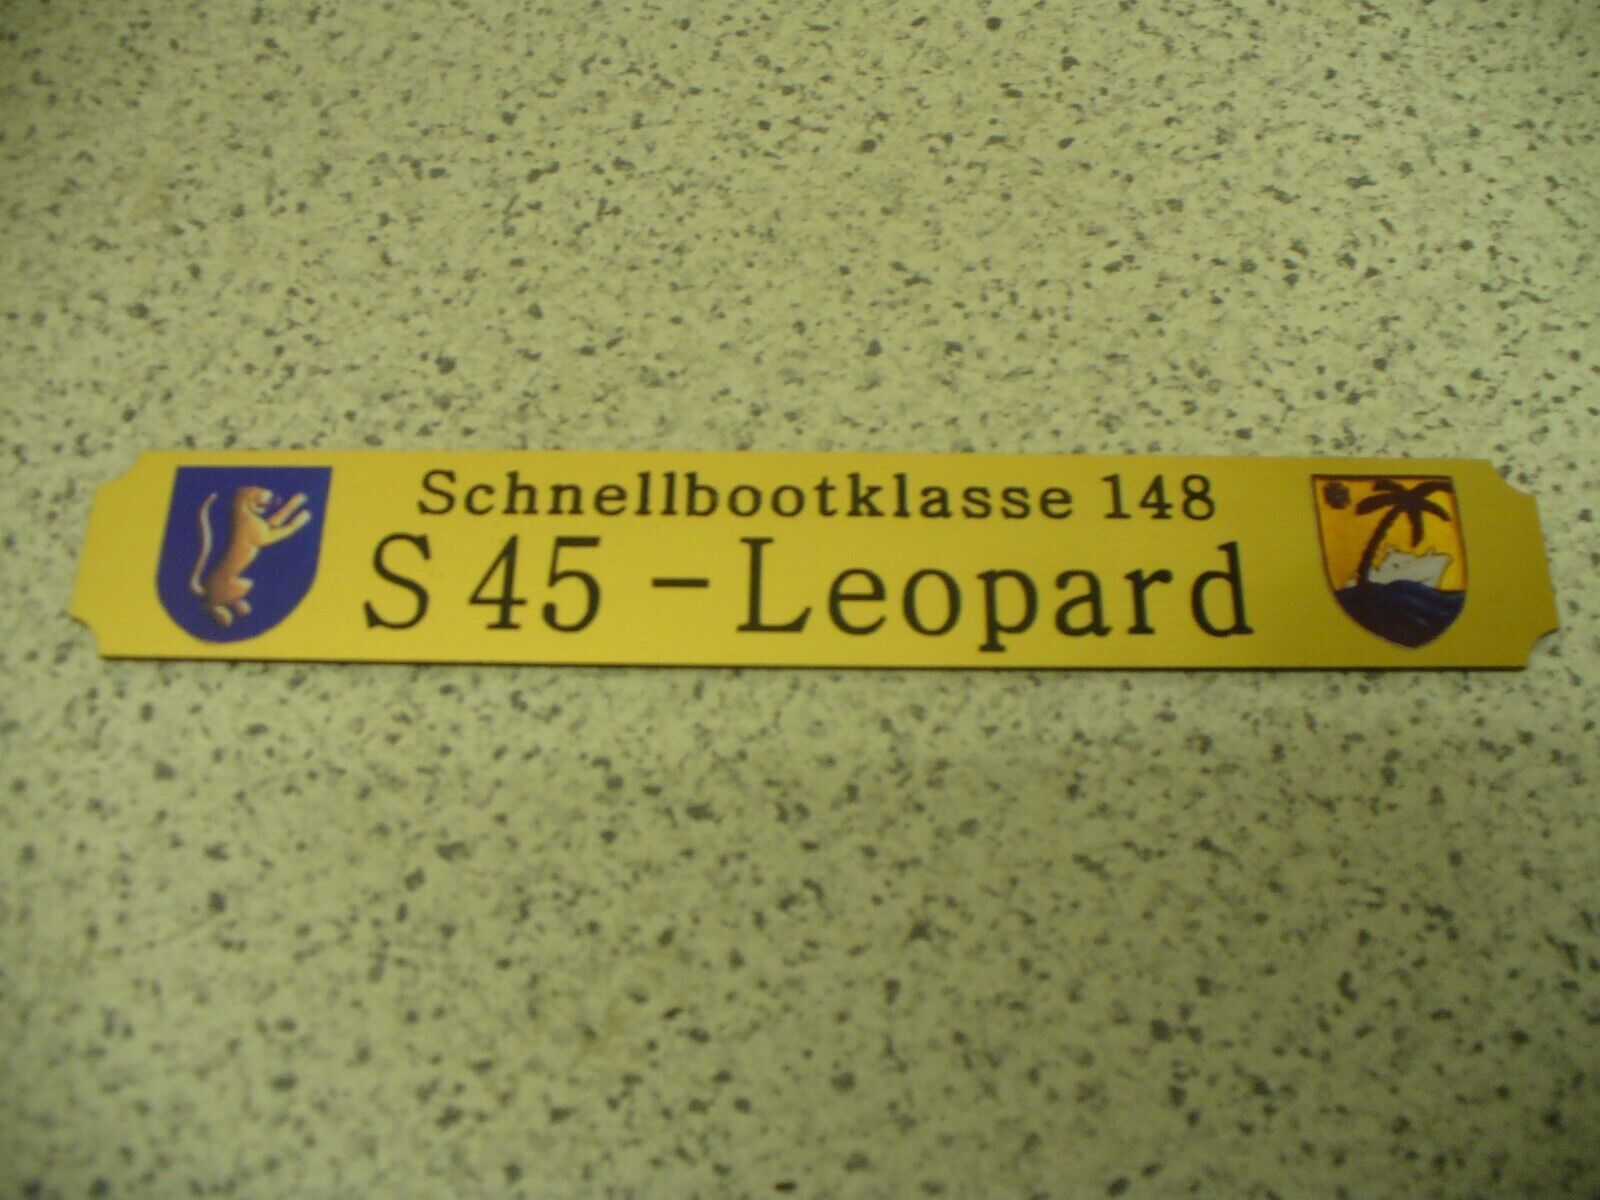 Schnellbootklasse 148
S 45 - Leopard